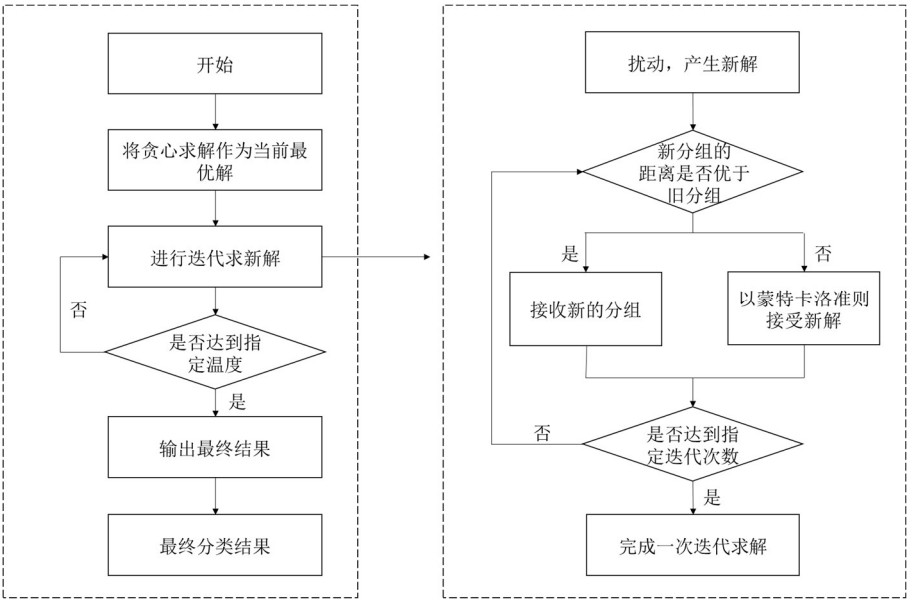 开始
将贪心求解作为当前最
优解
进行迭代求新解
否
是否达到指
定温度
是
输出最终结果
最终分类结果
扰动，产生新解
新分组的
距离是否优于
旧分组
是
否
接收新的分组
以蒙特卡洛准则
接受新解
否
是否达到指
定迭代次数
是
完成一次迭代求解